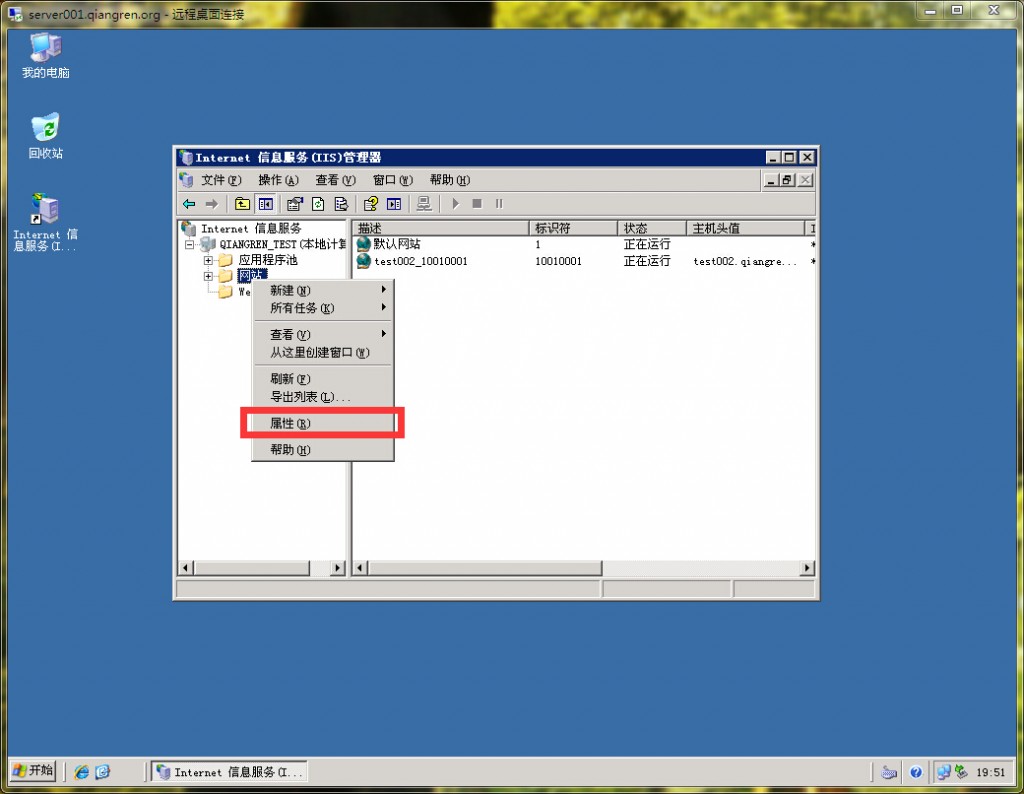 server001.qiangren.org - 远程桌面连接
我的电脑
回收站
Internet 信
息服务(I...
Internet 信息服务(IIS)管理器
文件(F) 操作(A) 查看(V) 窗口(W) 帮助(H)
Internet 信息服务
QIANGREN_TEST(本地计算
应用程序池
网站
We
描述 标识符 状态 主机头值 I
默认网站 1 正在运行 *
test002_10010001 10010001 正在运行 test002.qiangre... *
新建(N)
所有任务(K)
查看(V)
从这里创建窗口(W)
刷新(F)
导出列表(L)...
属性(R)
帮助(H)
开始
Internet 信息服务(I...
19:51